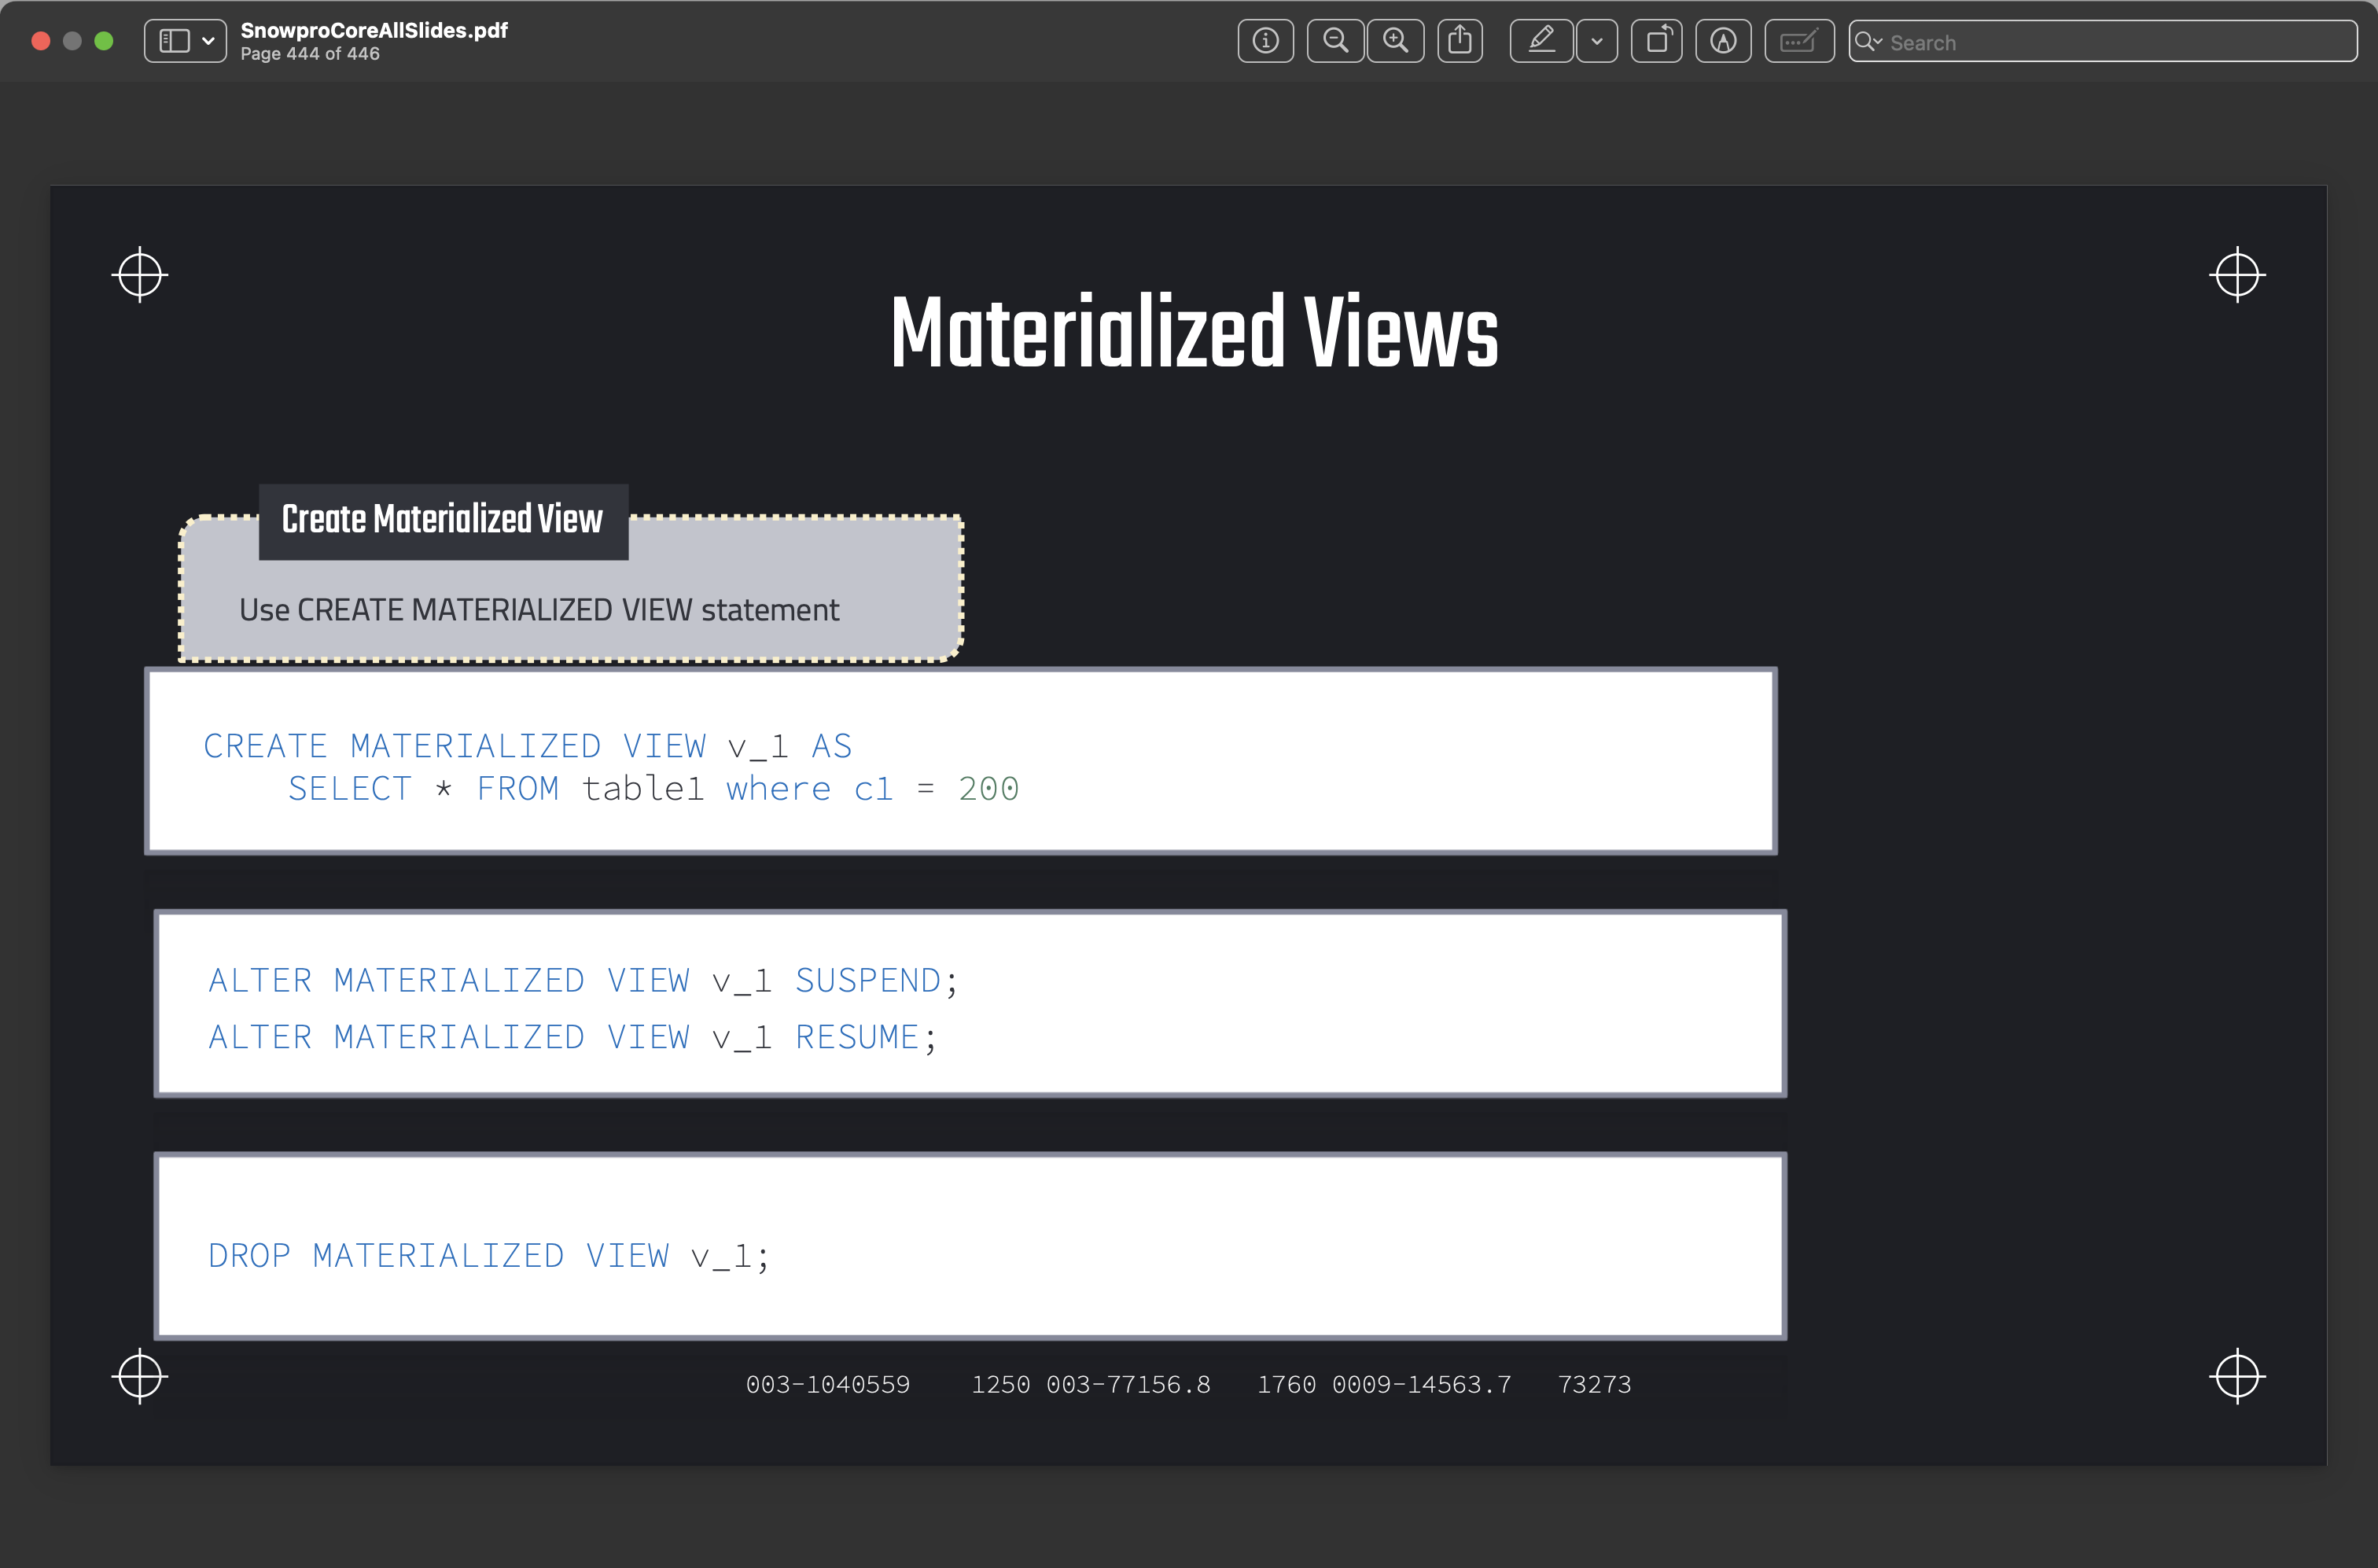 SnowproCoreAllSlides.pdf
Page 444 of 446
Search
Materialized Views
Create Materialized View
Use CREATE MATERIALIZED VIEW statement
CREATE MATERIALIZED VIEW v_1 AS
SELECT * FROM table1 where c1 = 200
ALTER MATERIALIZED VIEW v_1 SUSPEND;
ALTER MATERIALIZED VIEW v_1 RESUME;
DROP MATERIALIZED VIEW v_1;
003-1040559 1250 003-77156.8 1760 0009-14563.7 73273